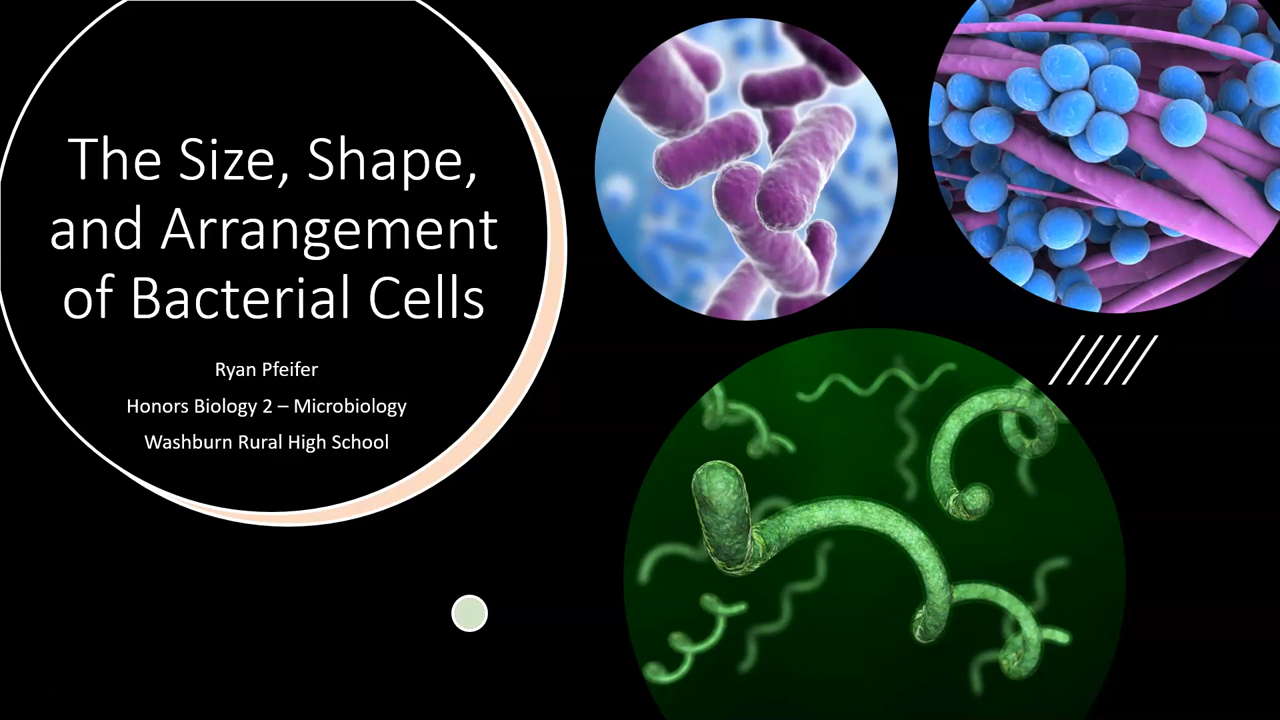 The Size, Shape,
and Arrangement
of Bacterial Cells
Ryan Pfeifer
Honors Biology 2 – Microbiology
Washburn Rural High School